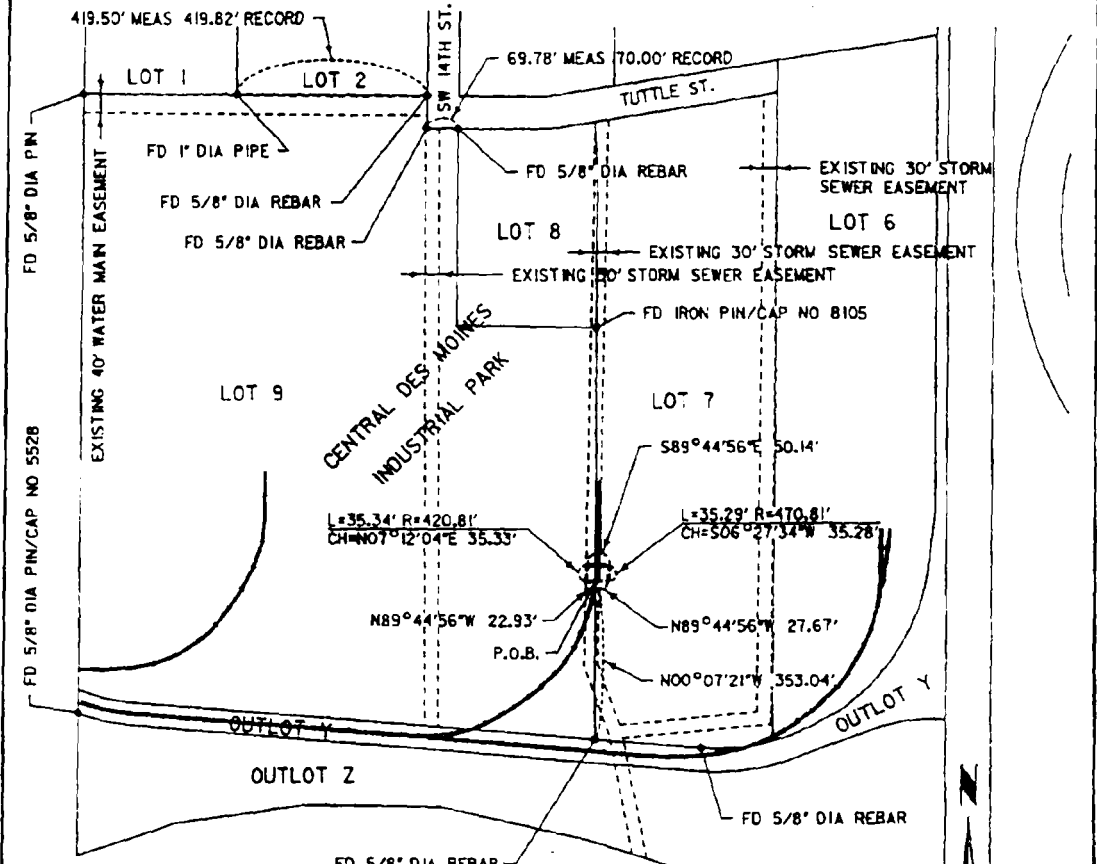 419.50' MEAS 419.82' RECORD
SW 14TH ST.
69.78' MEAS 70.00' RECORD
LOT 1
LOT 2
TUTTLE ST.
FD 5/8" DIA PIN
EXISTING 40' WATER MAIN EASEMENT
FD 1" DIA PIPE
FD 5/8" DIA REBAR
FD 5/8" DIA REBAR
FD 5/8" DIA REBAR
EXISTING 30' STORM
SEWER EASEMENT
LOT 6
LOT 8
EXISTING 30' STORM SEWER EASEMENT
EXISTING STORM SEWER EASEMENT
FD IRON PIN/CAP NO 8105
CENTRAL DES MOINES
INDUSTRIAL PARK
LOT 9
LOT 7
FD 5/8" DIA PIN/CAP NO 5528
S89°44'56"E 50.14'
L=35.34' R=420.81'
CH=N07°12'04"E 35.33'
L=35.29' R=470.81'
CH=S06°27'34"W 35.28'
N89°44'56"W 22.93'
N89°44'56"W 27.67'
P.O.B.
N00°07'21"W 353.04'
OUTLOT Y
OUTLOT Y
OUTLOT Z
FD 5/8" DIA REBAR
FD 5/8" DIA REBAR
N